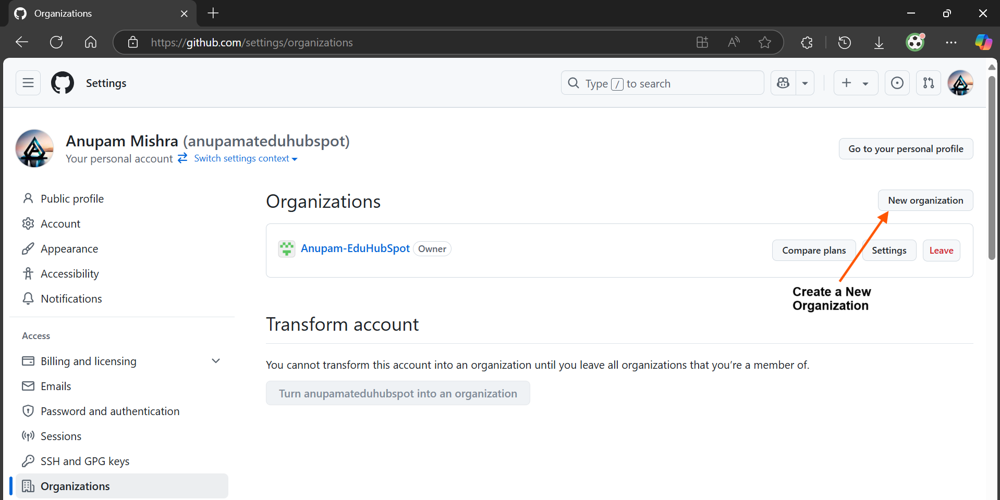 Organizations
https://github.com/settings/organizations
Settings
Type / to search
Anupam Mishra (anupamateduhubspot)
Your personal account Switch settings context
Go to your personal profile
Public profile
Account
Appearance
Accessibility
Notifications
Access
Billing and licensing
Emails
Password and authentication
Sessions
SSH and GPG keys
Organizations
Organizations
New organization
Anupam-EduHubSpot Owner
Compare plans Settings Leave
Create a New
Organization
Transform account
You cannot transform this account into an organization until you leave all organizations that you’re a member of.
Turn anupamateduhubspot into an organization